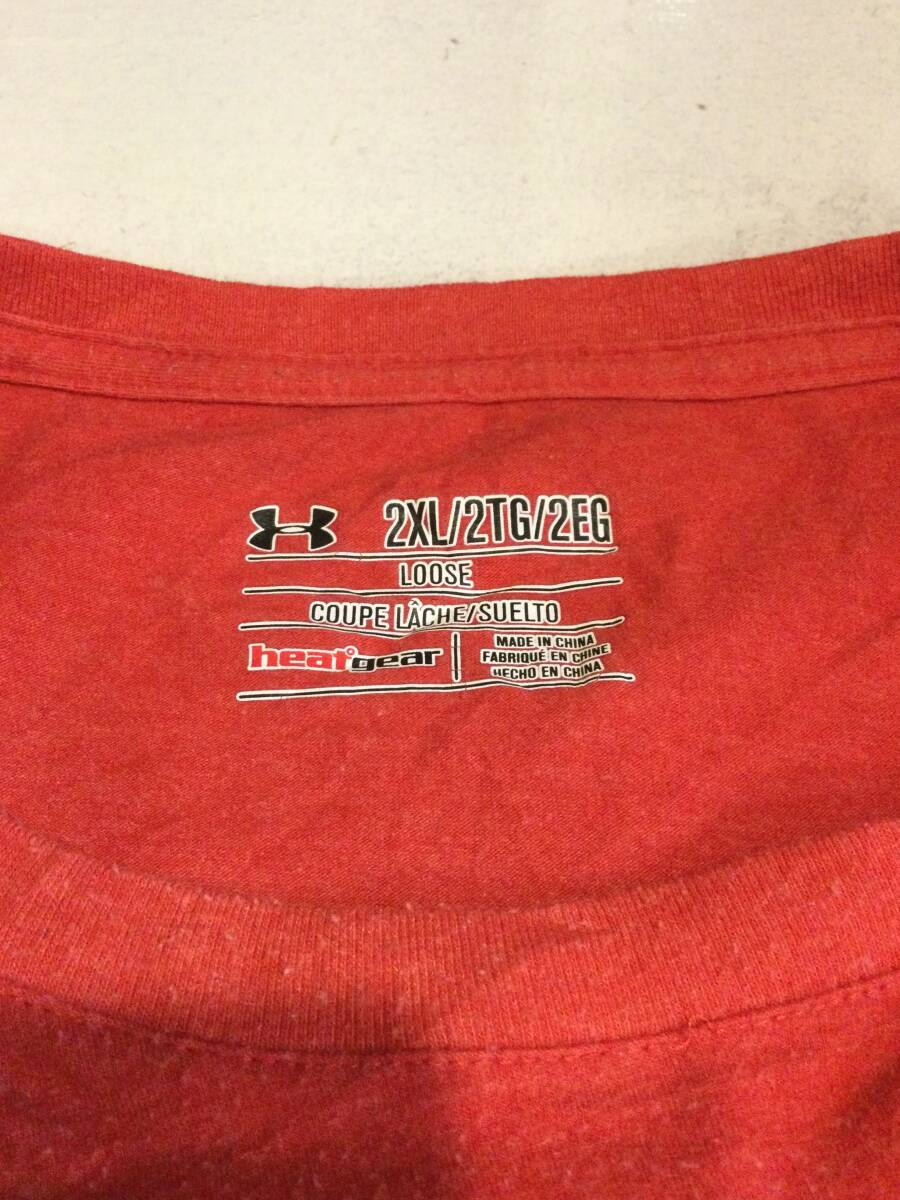 2XL/2TG/2EG
LOOSE
COUPE LÂCHE/SUELTO
heatgear
MADE IN CHINA
FABRIQUÉ EN CHINE
HECHO EN CHINA